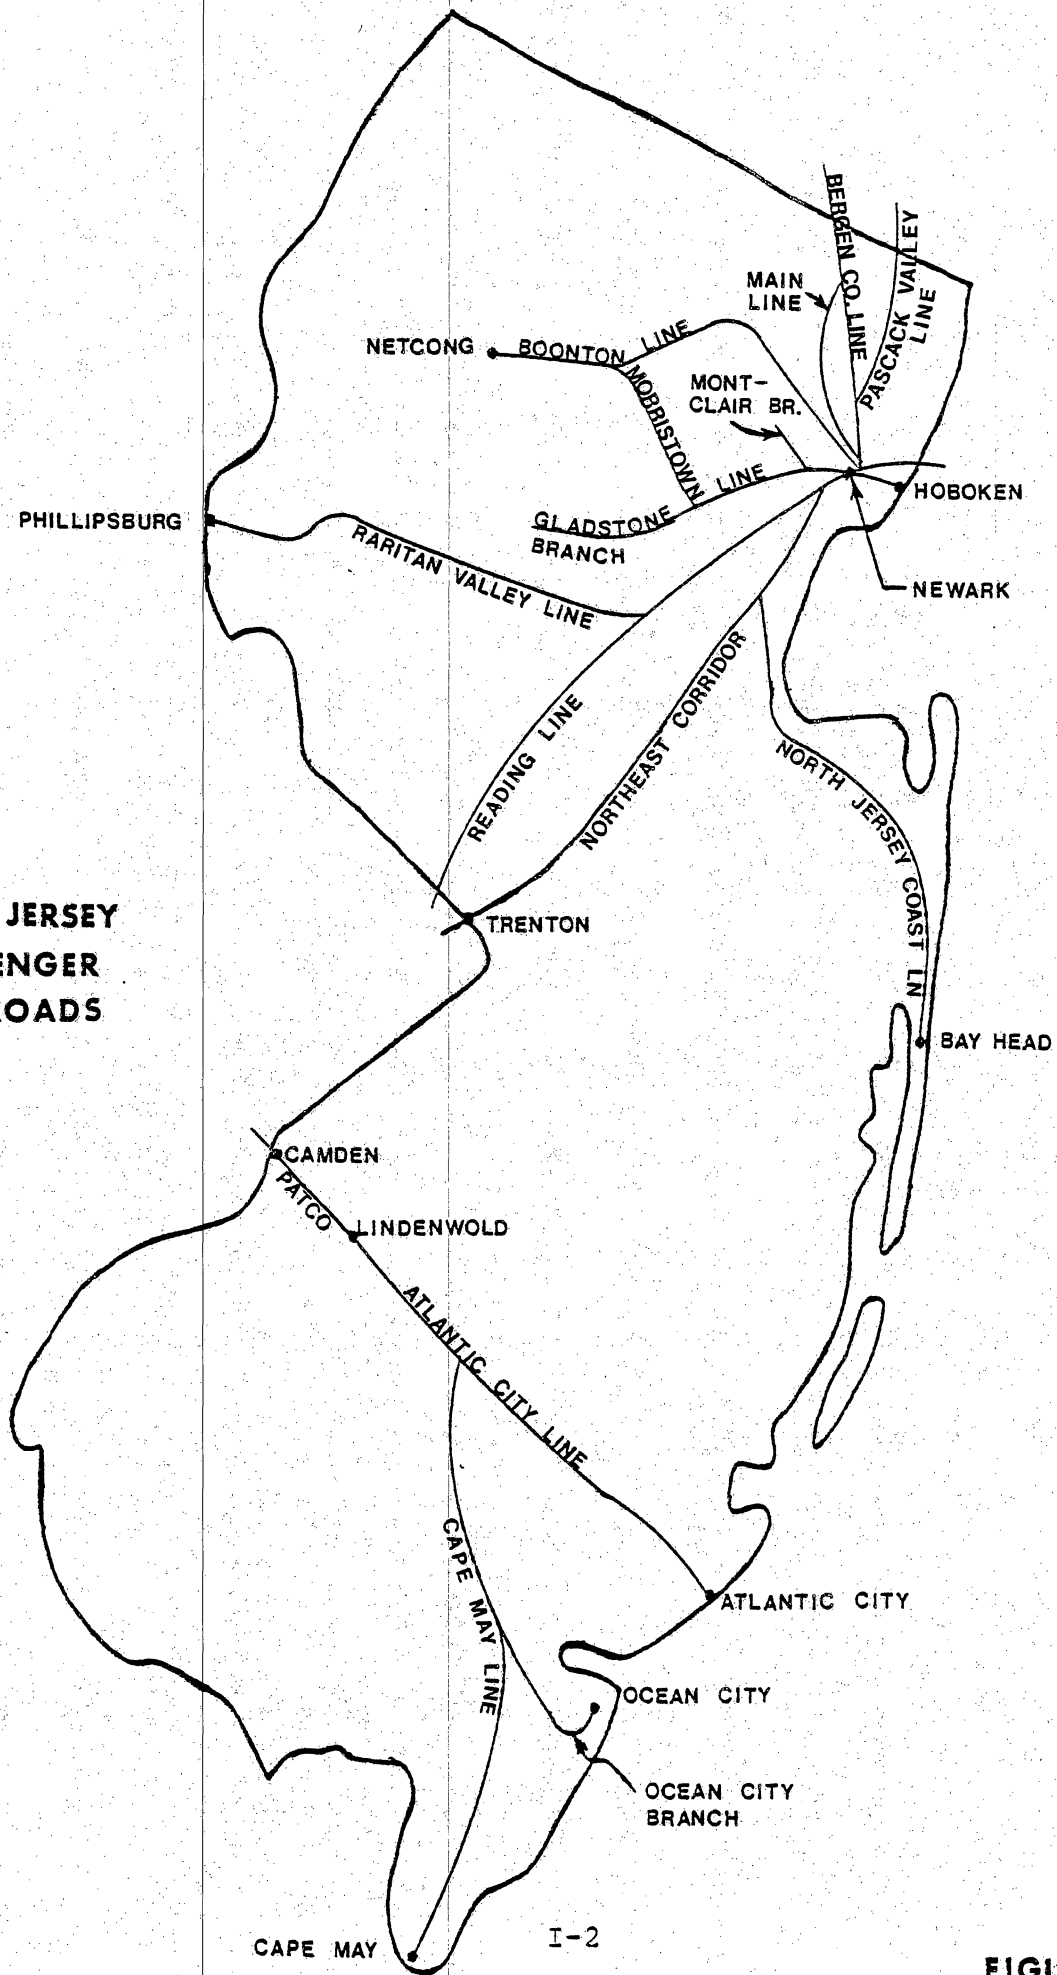 BERGEN CO. LINE
PASCACK VALLEY
LINE
MAIN
LINE
NETCONG
BOONTON LINE
MORRISTOWN LINE
MONT-
CLAIR BR.
GLADSTONE
BRANCH
HOBOKEN
PHILLIPSBURG
RARITAN VALLEY LINE
NEWARK
READING LINE
NORTHEAST CORRIDOR
NORTH JERSEY COAST LN
JERSEY
ENGER
OADS
TRENTON
BAY HEAD
CAMDEN
PATCO
LINDENWOLD
ATLANTIC CITY LINE
CAPE MAY LINE
ATLANTIC CITY
OCEAN CITY
OCEAN CITY
BRANCH
CAPE MAY
I-2